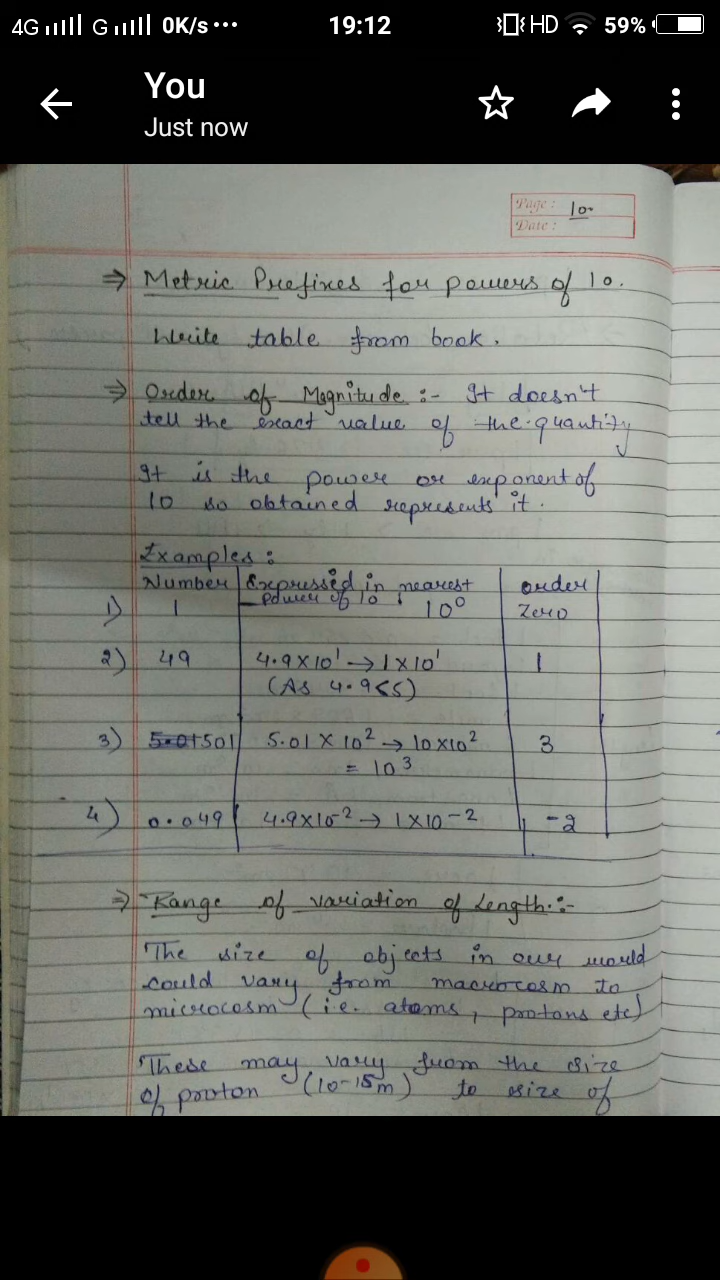 4G G 0K/s ••• 19:12 HD 59%
You
Just now
Page: 10.
Date:
⇒ Metric Prefixes for powers of 10.
Write table from book.
⇒ Order of Magnitude :- It doesn't
tell the exact value of the quantity
It is the power or exponent of
10 so obtained represents it.
Examples:
Number Expressed in nearest order
power of 10.
1) 1 10⁰ Zero
2) 49 4.9×10¹ → 1×10¹ 1
(As 4.9<5)
3) 5.01 501 5.01 × 10² → 10×10² 3
= 10³
4) 0.049 4.9×10⁻² → 1×10⁻² -2
⇒ Range of variation of Length:-
The size of objects in our world
could vary from macrocosm to
microcosm (i.e. atoms, protons etc)
These may vary from the size
of proton (10-15m) to size of